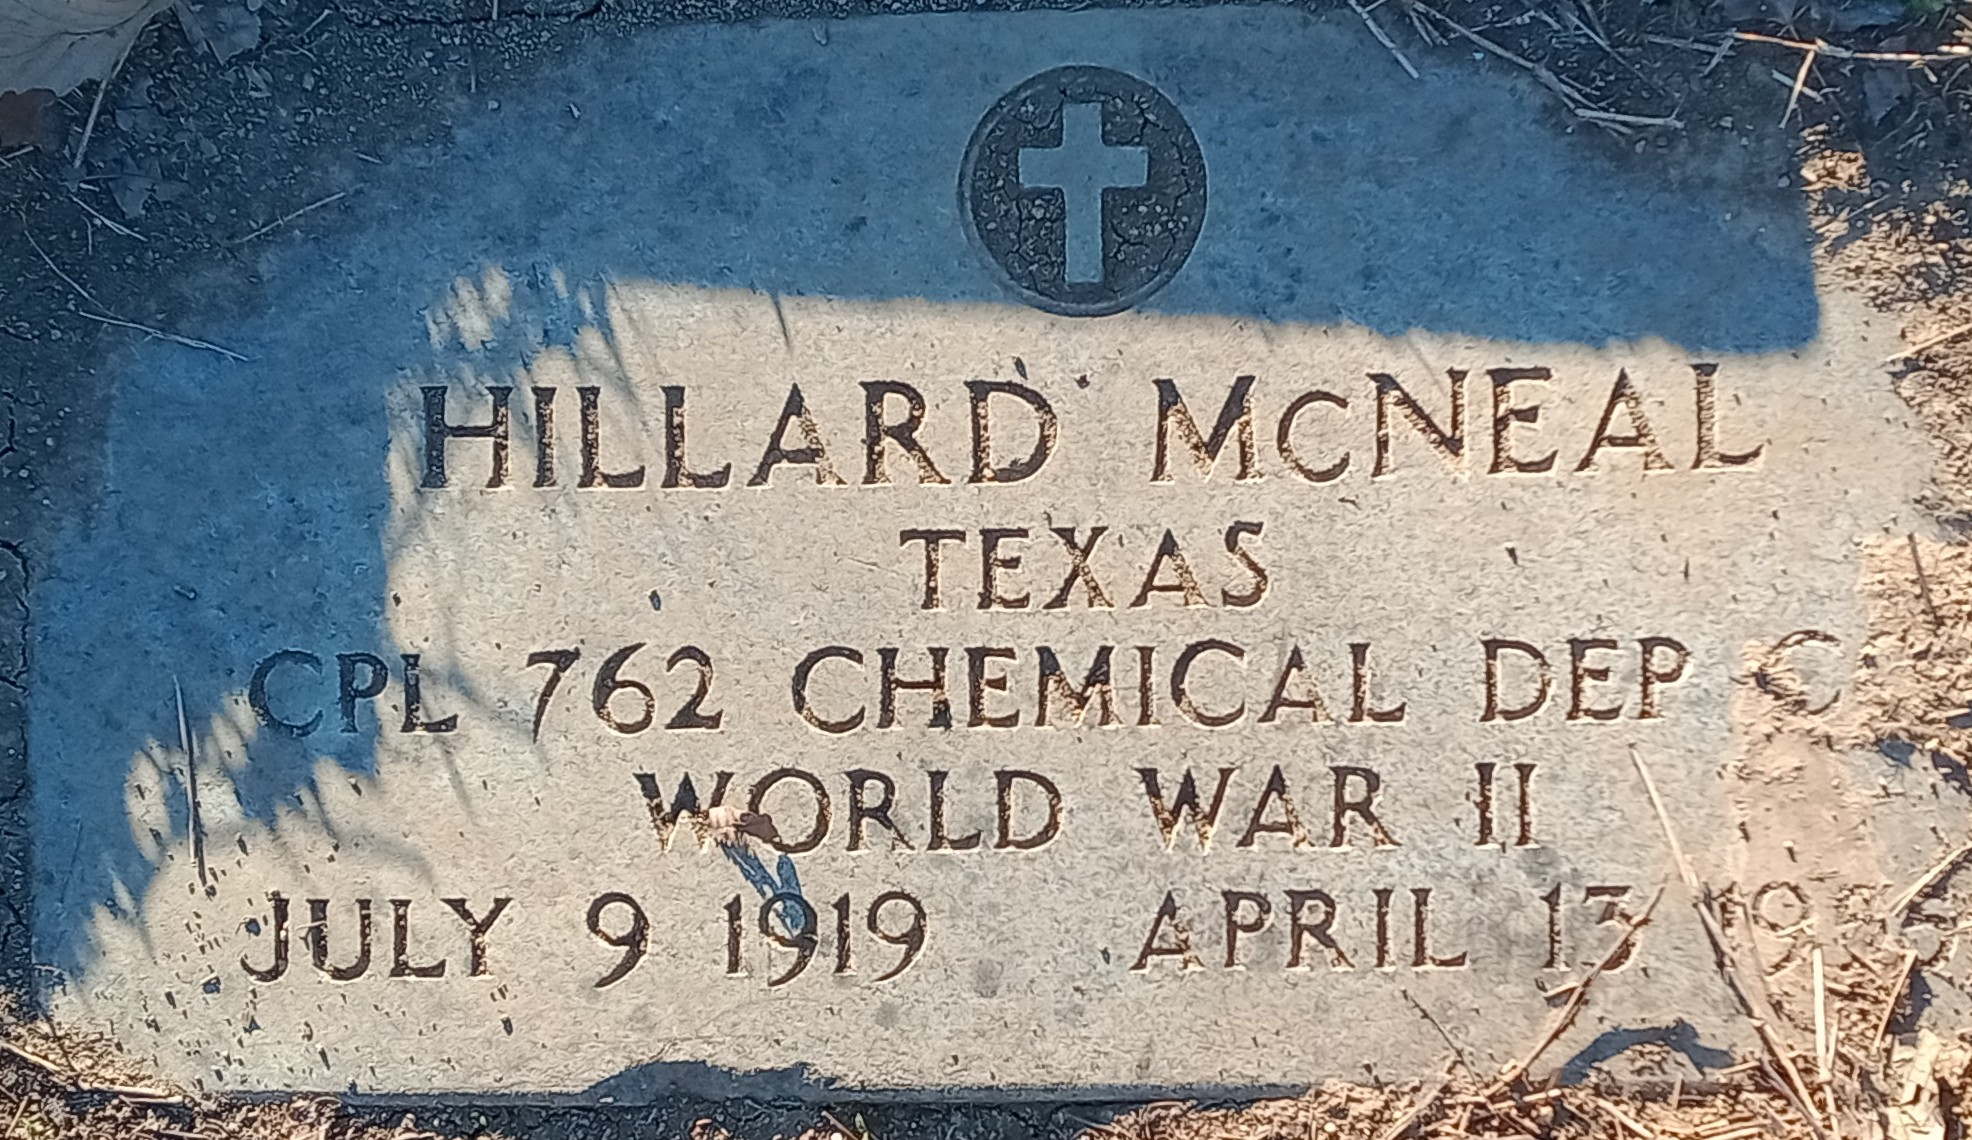 HILLARD McNEAL
TEXAS
CPL 762 CHEMICAL DEP
WORLD WAR II
JULY 9 1919 APRIL 13